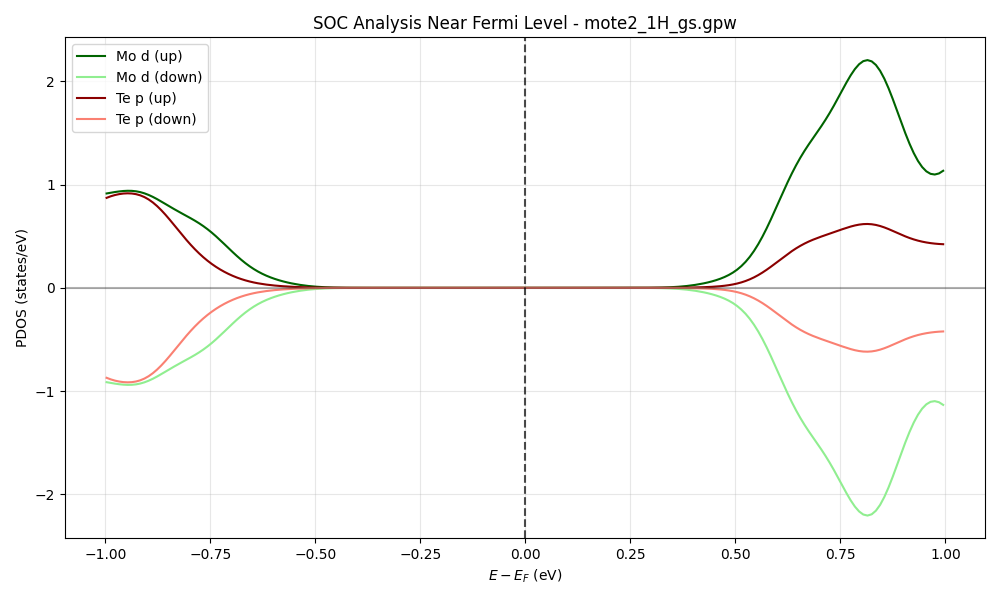 SOC Analysis Near Fermi Level - mote2_1H_gs.gpw
Mo d (up)
Mo d (down)
Te p (up)
Te p (down)
PDOS (states/eV)
2
1
0
−1
−2
−1.00
−0.75
−0.50
−0.25
0.00
0.25
0.50
0.75
1.00
E − E_F (eV)